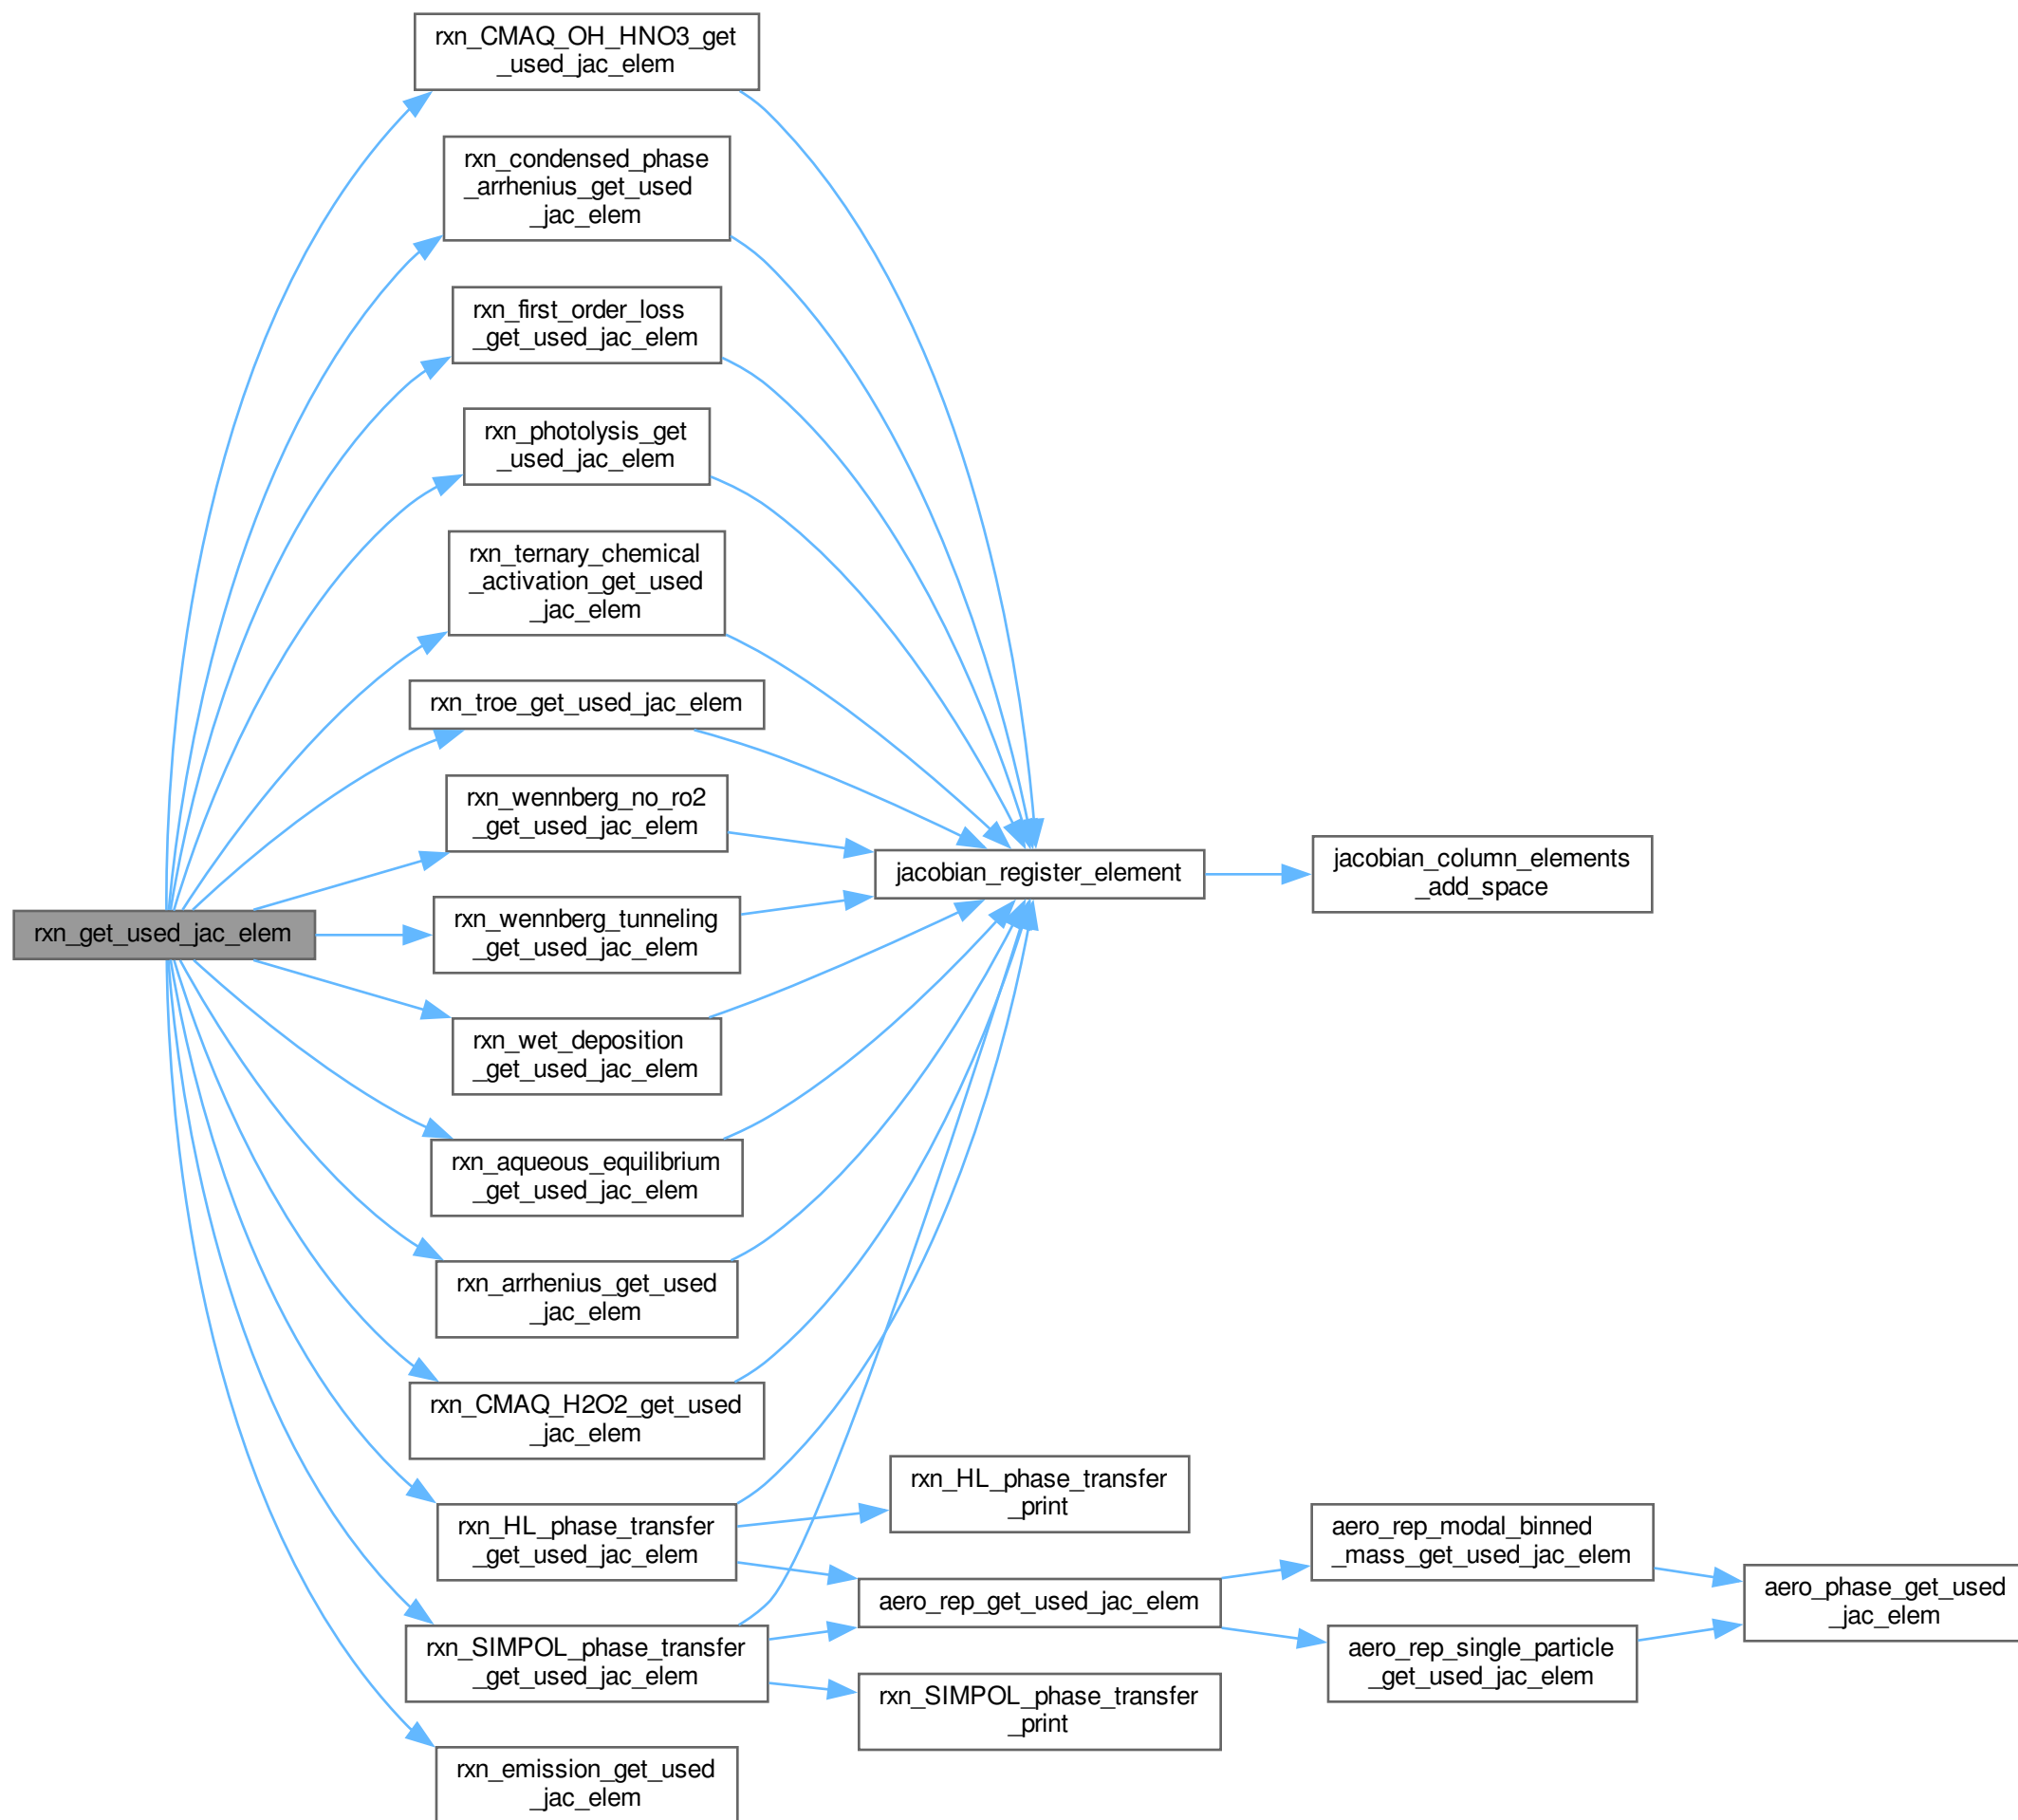 rxn_CMAQ_OH_HNO3_get
_used_jac_elem
rxn_condensed_phase
_arrhenius_get_used
_jac_elem
rxn_first_order_loss
_get_used_jac_elem
rxn_photolysis_get
_used_jac_elem
rxn_ternary_chemical
_activation_get_used
_jac_elem
rxn_troe_get_used_jac_elem
rxn_wennberg_no_ro2
_get_used_jac_elem
rxn_get_used_jac_elem
rxn_wennberg_tunneling
_get_used_jac_elem
rxn_wet_deposition
_get_used_jac_elem
rxn_aqueous_equilibrium
_get_used_jac_elem
rxn_arrhenius_get_used
_jac_elem
rxn_CMAQ_H2O2_get_used
_jac_elem
rxn_HL_phase_transfer
_get_used_jac_elem
rxn_SIMPOL_phase_transfer
_get_used_jac_elem
rxn_emission_get_used
_jac_elem
jacobian_register_element
jacobian_column_elements
_add_space
rxn_HL_phase_transfer
_print
aero_rep_get_used_jac_elem
rxn_SIMPOL_phase_transfer
_print
aero_rep_modal_binned
_mass_get_used_jac_elem
aero_rep_single_particle
_get_used_jac_elem
aero_phase_get_used
_jac_elem